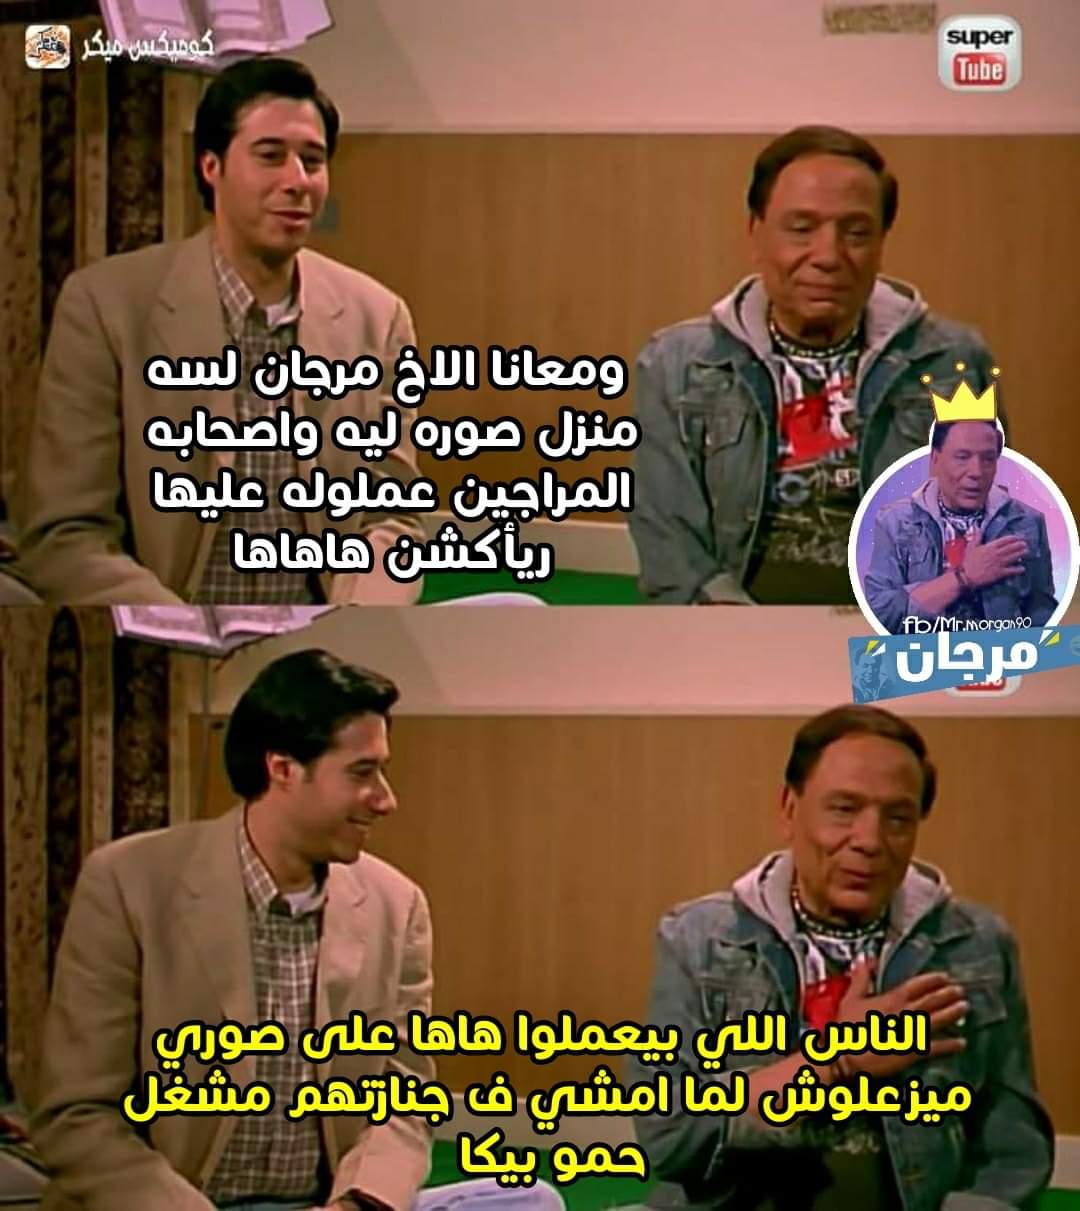 كوميكس ميكر
super
Tube
ومعانا الاخ مرجان لسه
منزل صوره ليه واصحابه
المراجين عملوله عليها
ريأكشن هاهاها
fb/Mr.morgan90
مرجان
الناس اللي بيعملوا هاها على صوري
ميزعلوش لما امشي ف جنازتهم مشغل
حمو بيكا